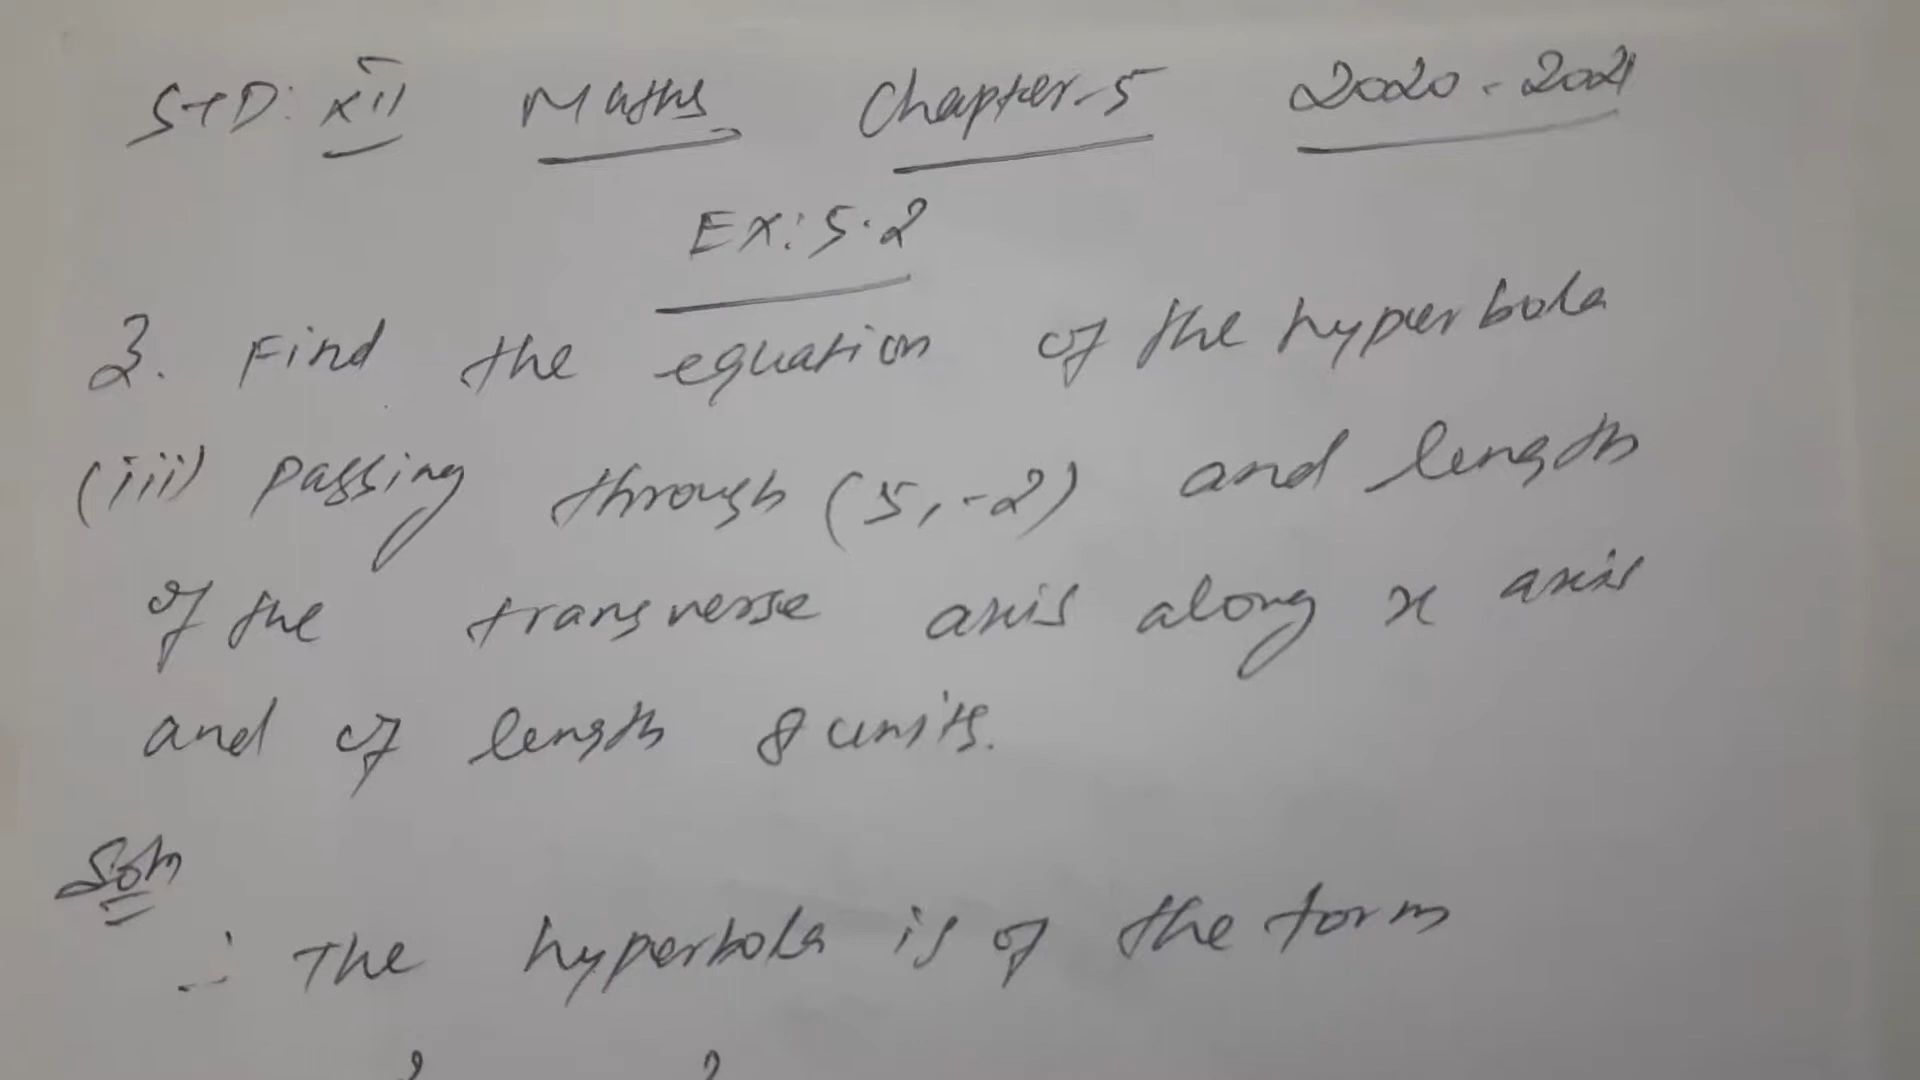 STD: XII Maths Chapter-5 2020-2021
EX: 5.2
3. Find the equation of the hyperbola
(iii) passing through (5,-2) and length
of the transverse axis along x axis
and of length 8 units.
Soln
∴ The hyperbola is of the form